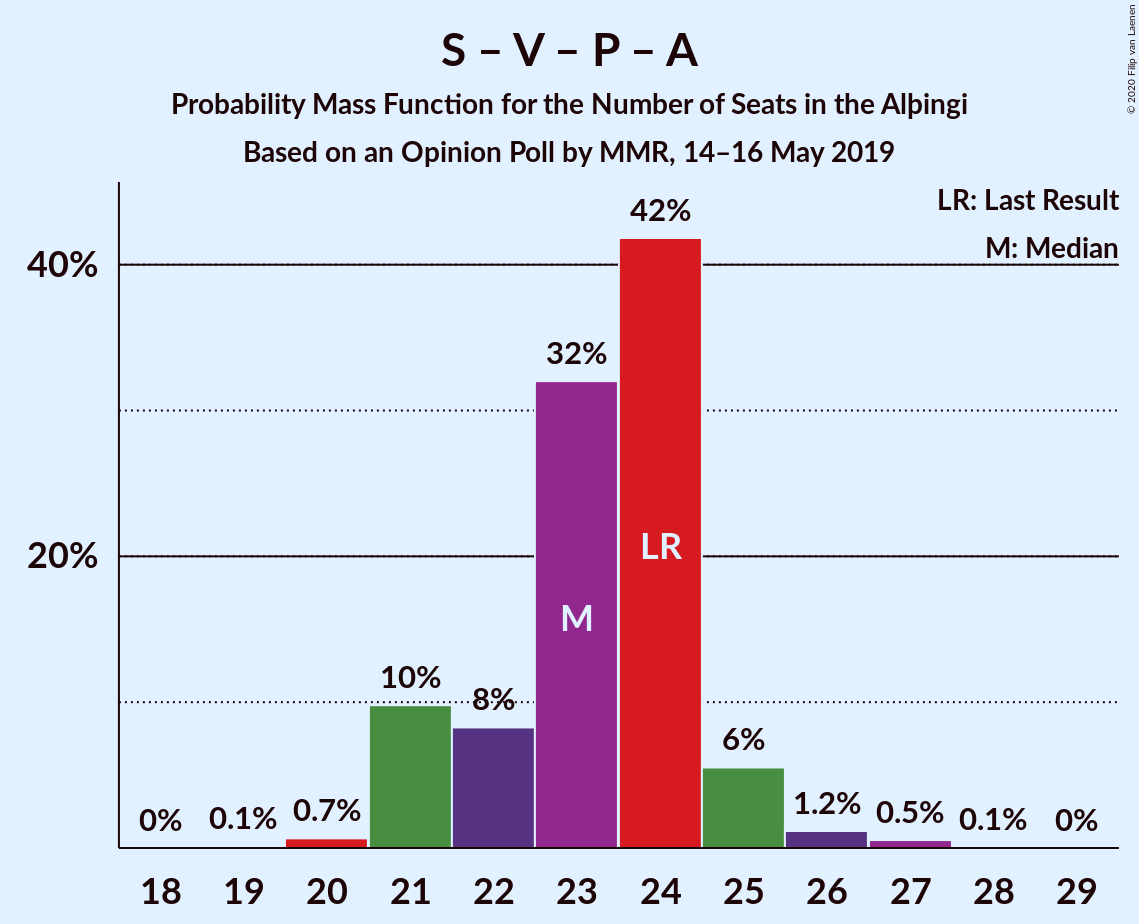 S – V – P – A
Probability Mass Function for the Number of Seats in the Alþingi
Based on an Opinion Poll by MMR, 14–16 May 2019
© 2020 Filip van Laenen
LR: Last Result
M: Median
40%
20%
0%
0.1%
0.7%
10%
8%
32%
42%
6%
1.2%
0.5%
0.1%
0%
M
LR
18 19 20 21 22 23 24 25 26 27 28 29